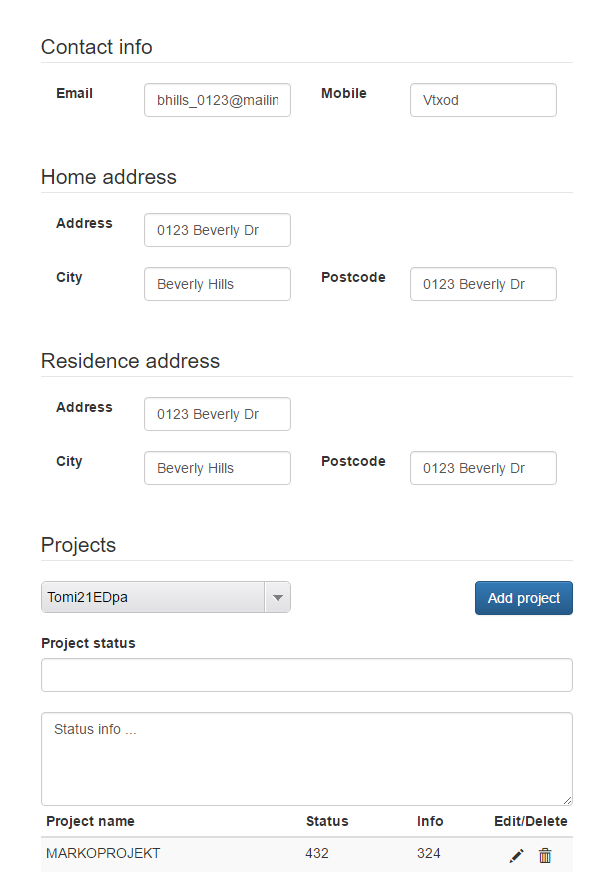 Contact info
Email bhills_0123@mailin Mobile Vtxod
Home address
Address 0123 Beverly Dr
City Beverly Hills Postcode 0123 Beverly Dr
Residence address
Address 0123 Beverly Dr
City Beverly Hills Postcode 0123 Beverly Dr
Projects
Tomi21EDpa Add project
Project status
Status info ...
Project name Status Info Edit/Delete
MARKOPROJEKT 432 324